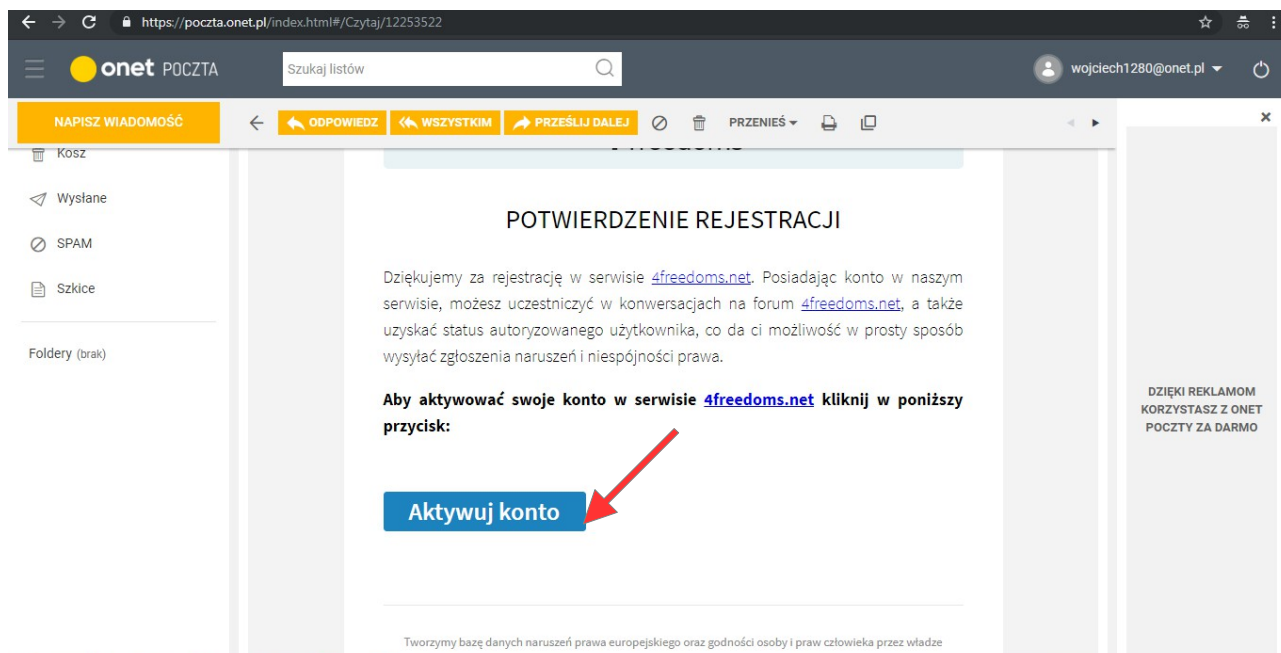 https://poczta.onet.pl/index.html#/Czytaj/12253522
onet POCZTA
Szukaj listów
wojciech1280@onet.pl
NAPISZ WIADOMOŚĆ
ODPOWIEDZ
WSZYSTKIM
PRZEŚLIJ DALEJ
PRZENIEŚ
Kosz
Wysłane
SPAM
Szkice
Foldery (brak)
POTWIERDZENIE REJESTRACJI
Dziękujemy za rejestrację w serwisie 4freedoms.net. Posiadając konto w naszym
serwisie, możesz uczestniczyć w konwersacjach na forum 4freedoms.net, a także
uzyskać status autoryzowanego użytkownika, co da ci możliwość w prosty sposób
wysyłać zgłoszenia naruszeń i niespójności prawa.
Aby aktywować swoje konto w serwisie 4freedoms.net kliknij w poniższy
przycisk:
Aktywuj konto
Tworzymy bazę danych naruszeń prawa europejskiego oraz godności osoby i praw człowieka przez władze
DZIĘKI REKLAMOM
KORZYSTASZ Z ONET
POCZTY ZA DARMO